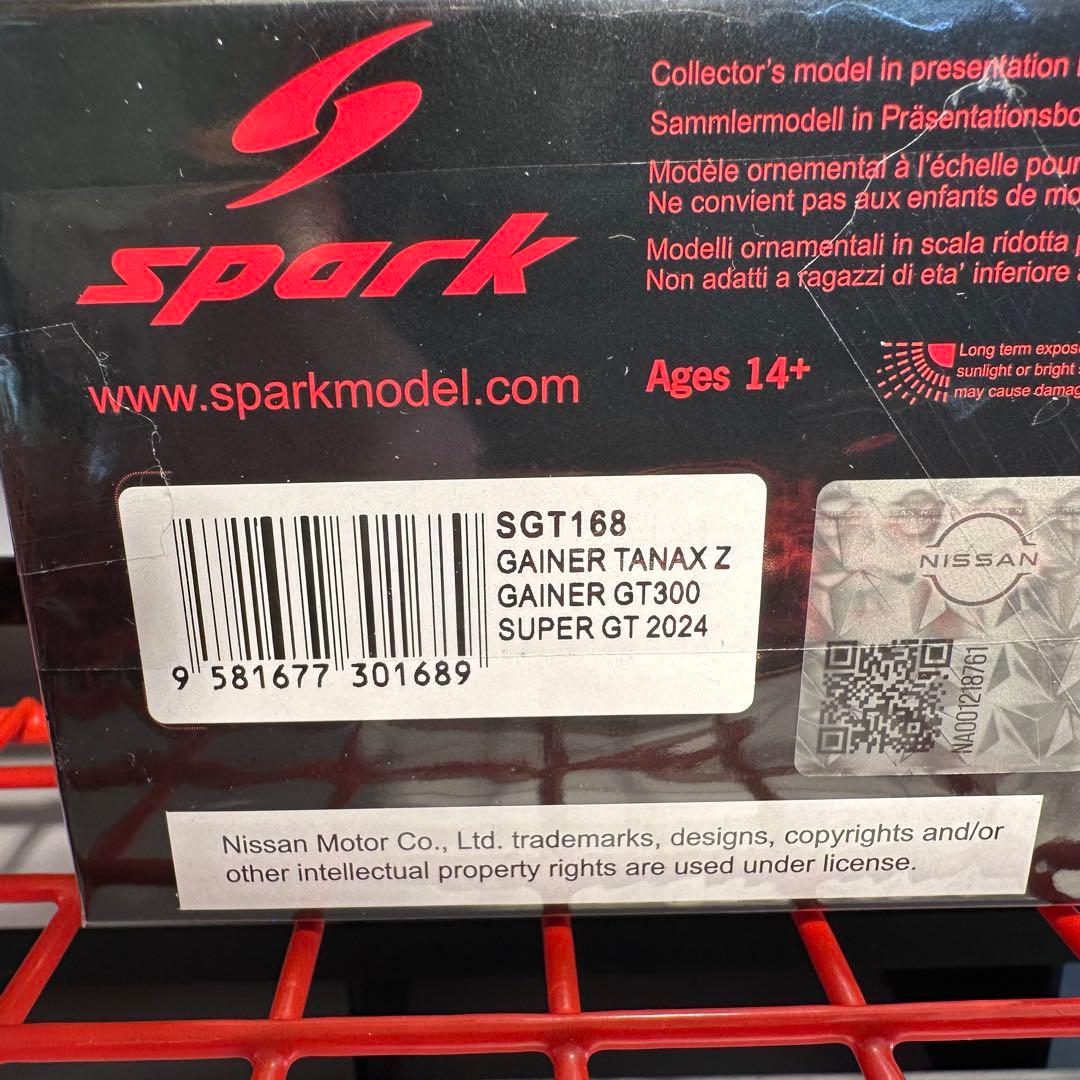 spark
www.sparkmodel.com
Collector's model in presentation
Sammlermodell in Präsentationsbo
Modèle ornemental à l'échelle pour
Ne convient pas aux enfants de mo
Modelli ornamentali in scala ridotta
Non adatti a ragazzi di eta' inferiore
Ages 14+
Long term expos
sunlight or bright
may cause damag
SGT168
GAINER TANAX Z
GAINER GT300
SUPER GT 2024
9 581677 301689
NISSAN
NA001218761
Nissan Motor Co., Ltd. trademarks, designs, copyrights and/or
other intellectual property rights are used under license.